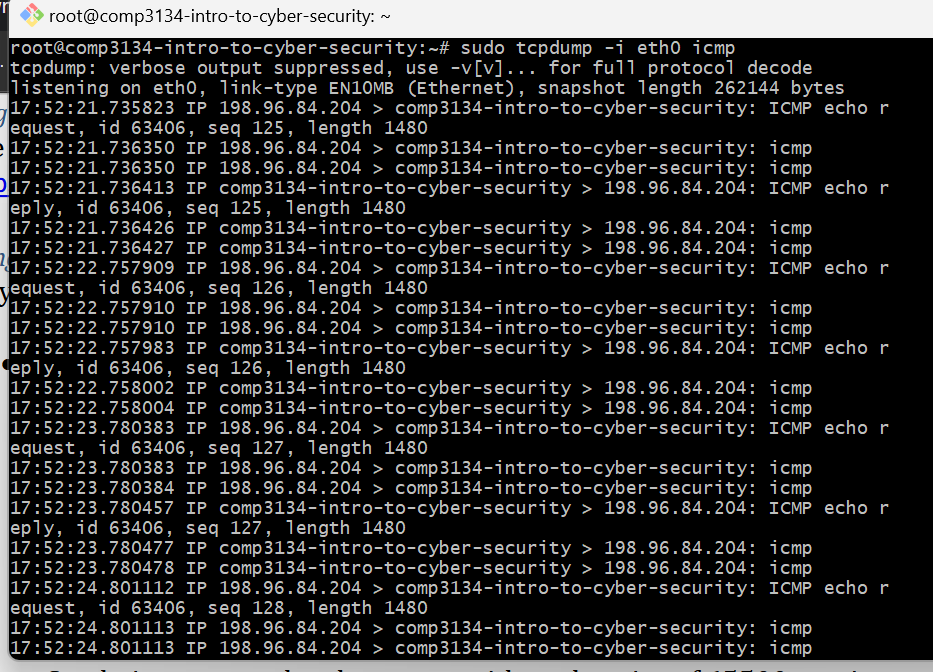 root@comp3134-intro-to-cyber-security: ~
root@comp3134-intro-to-cyber-security:~# sudo tcpdump -i eth0 icmp
tcpdump: verbose output suppressed, use -v[v]... for full protocol decode
listening on eth0, link-type EN10MB (Ethernet), snapshot length 262144 bytes
17:52:21.735823 IP 198.96.84.204 > comp3134-intro-to-cyber-security: ICMP echo r
equest, id 63406, seq 125, length 1480
17:52:21.736350 IP 198.96.84.204 > comp3134-intro-to-cyber-security: icmp
17:52:21.736350 IP 198.96.84.204 > comp3134-intro-to-cyber-security: icmp
17:52:21.736413 IP comp3134-intro-to-cyber-security > 198.96.84.204: ICMP echo r
eply, id 63406, seq 125, length 1480
17:52:21.736426 IP comp3134-intro-to-cyber-security > 198.96.84.204: icmp
17:52:21.736427 IP comp3134-intro-to-cyber-security > 198.96.84.204: icmp
17:52:22.757909 IP 198.96.84.204 > comp3134-intro-to-cyber-security: ICMP echo r
equest, id 63406, seq 126, length 1480
17:52:22.757910 IP 198.96.84.204 > comp3134-intro-to-cyber-security: icmp
17:52:22.757910 IP 198.96.84.204 > comp3134-intro-to-cyber-security: icmp
17:52:22.757983 IP comp3134-intro-to-cyber-security > 198.96.84.204: ICMP echo r
eply, id 63406, seq 126, length 1480
17:52:22.758002 IP comp3134-intro-to-cyber-security > 198.96.84.204: icmp
17:52:22.758004 IP comp3134-intro-to-cyber-security > 198.96.84.204: icmp
17:52:23.780383 IP 198.96.84.204 > comp3134-intro-to-cyber-security: ICMP echo r
equest, id 63406, seq 127, length 1480
17:52:23.780383 IP 198.96.84.204 > comp3134-intro-to-cyber-security: icmp
17:52:23.780384 IP 198.96.84.204 > comp3134-intro-to-cyber-security: icmp
17:52:23.780457 IP comp3134-intro-to-cyber-security > 198.96.84.204: ICMP echo r
eply, id 63406, seq 127, length 1480
17:52:23.780477 IP comp3134-intro-to-cyber-security > 198.96.84.204: icmp
17:52:23.780478 IP comp3134-intro-to-cyber-security > 198.96.84.204: icmp
17:52:24.801112 IP 198.96.84.204 > comp3134-intro-to-cyber-security: ICMP echo r
equest, id 63406, seq 128, length 1480
17:52:24.801113 IP 198.96.84.204 > comp3134-intro-to-cyber-security: icmp
17:52:24.801113 IP 198.96.84.204 > comp3134-intro-to-cyber-security: icmp